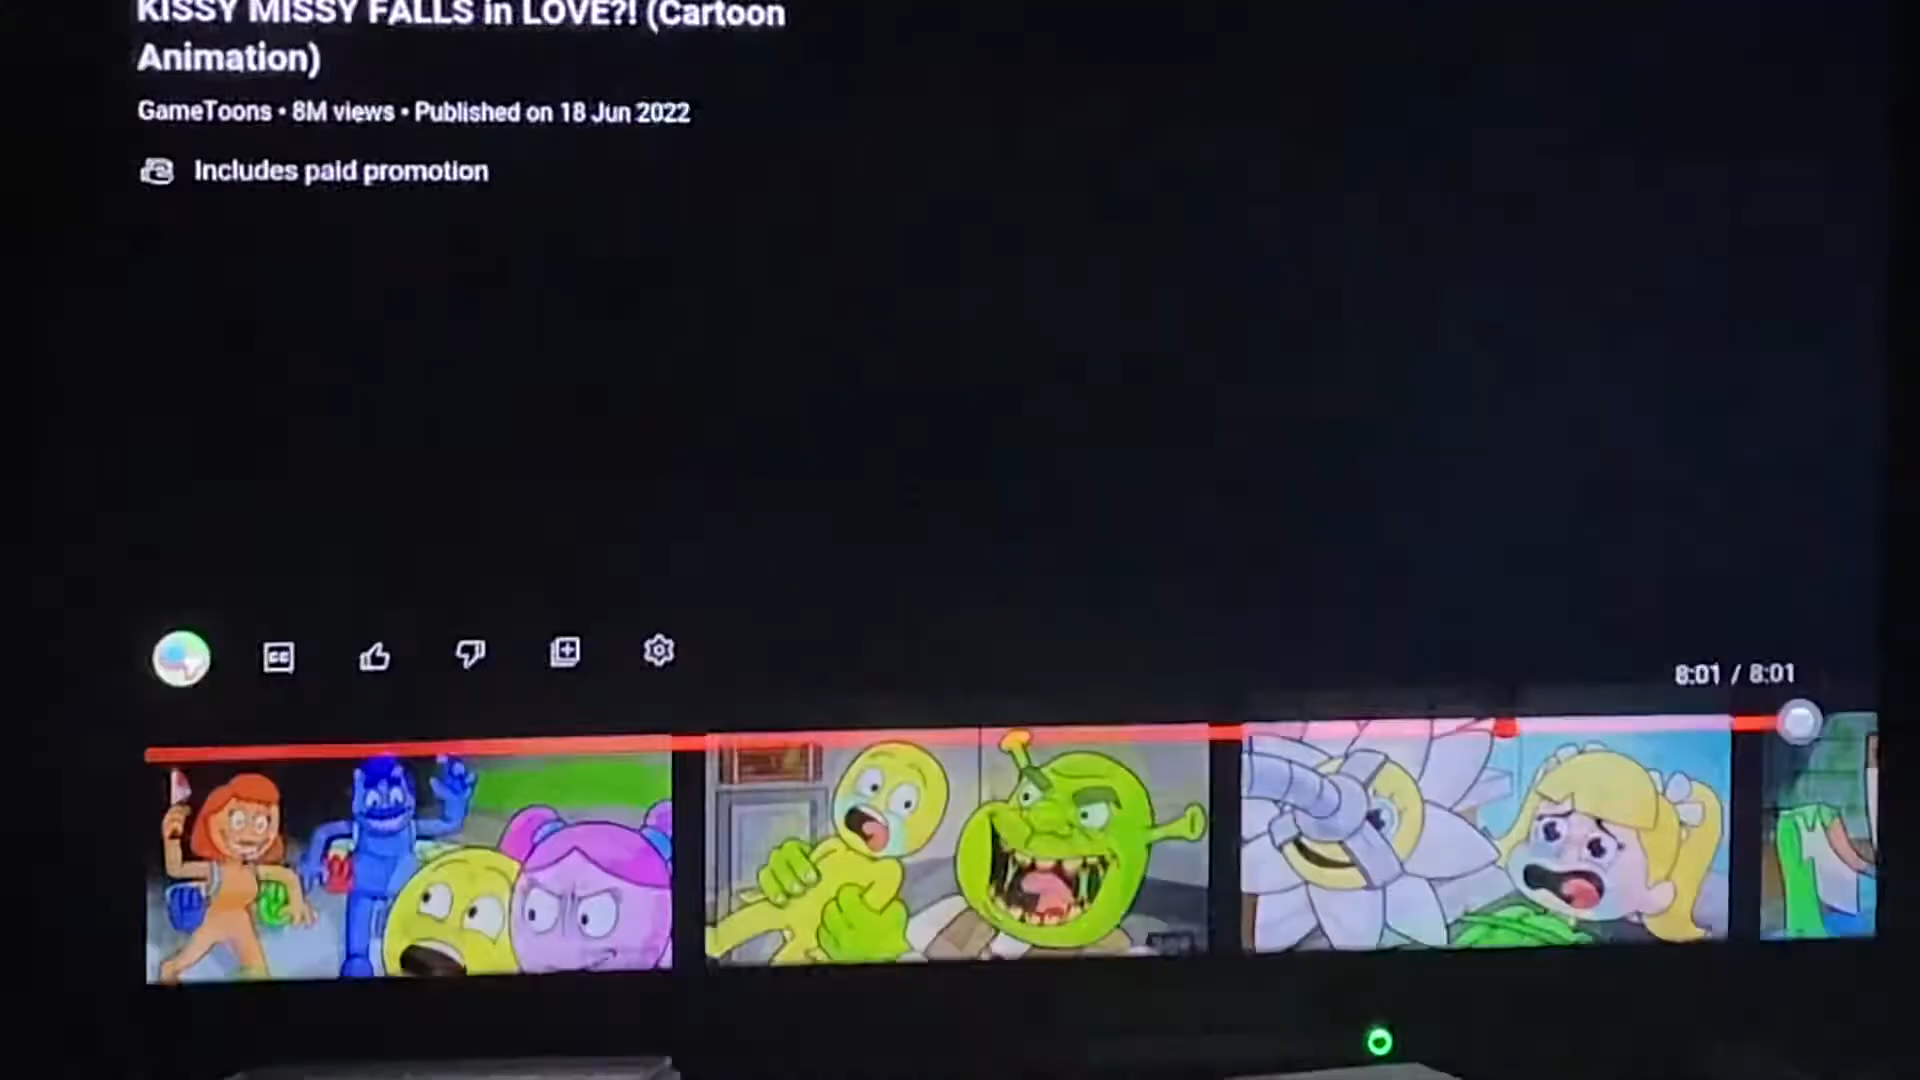 KISSY MISSY FALLS in LOVE?! (Cartoon
Animation)
GameToons • 8M views • Published on 18 Jun 2022
Includes paid promotion
CC
8:01 / 8:01